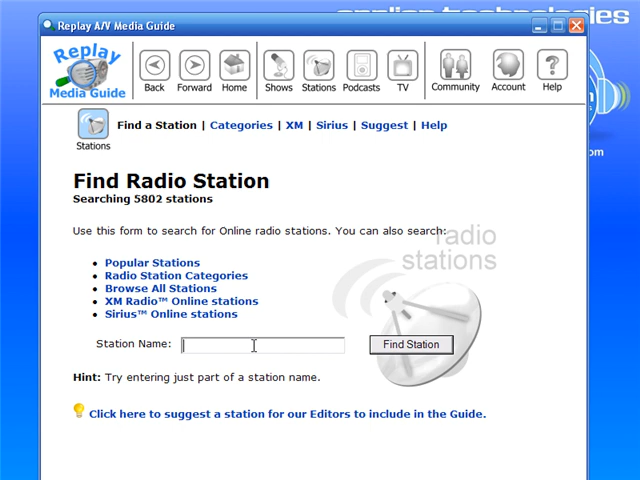 applian technologies
Replay A/V Media Guide
Replay
Media Guide
Back Forward Home Shows Stations Podcasts TV Community Account Help
Stations
Find a Station | Categories | XM | Sirius | Suggest | Help
Find Radio Station
Searching 5802 stations
Use this form to search for Online radio stations. You can also search:
radio
stations
Popular Stations
Radio Station Categories
Browse All Stations
XM Radio™ Online stations
Sirius™ Online stations
Station Name: Find Station
Hint: Try entering just part of a station name.
Click here to suggest a station for our Editors to include in the Guide.